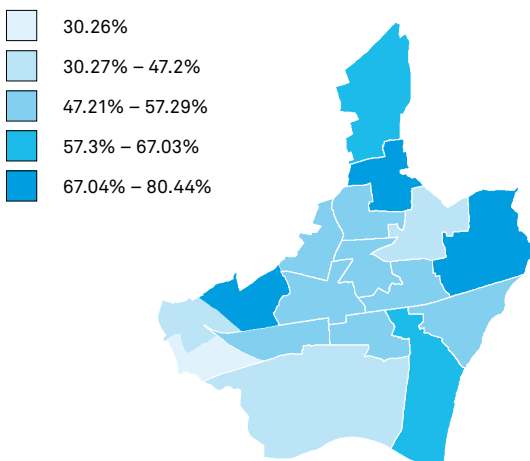 30.26%
30.27% – 47.2%
47.21% – 57.29%
57.3% – 67.03%
67.04% – 80.44%